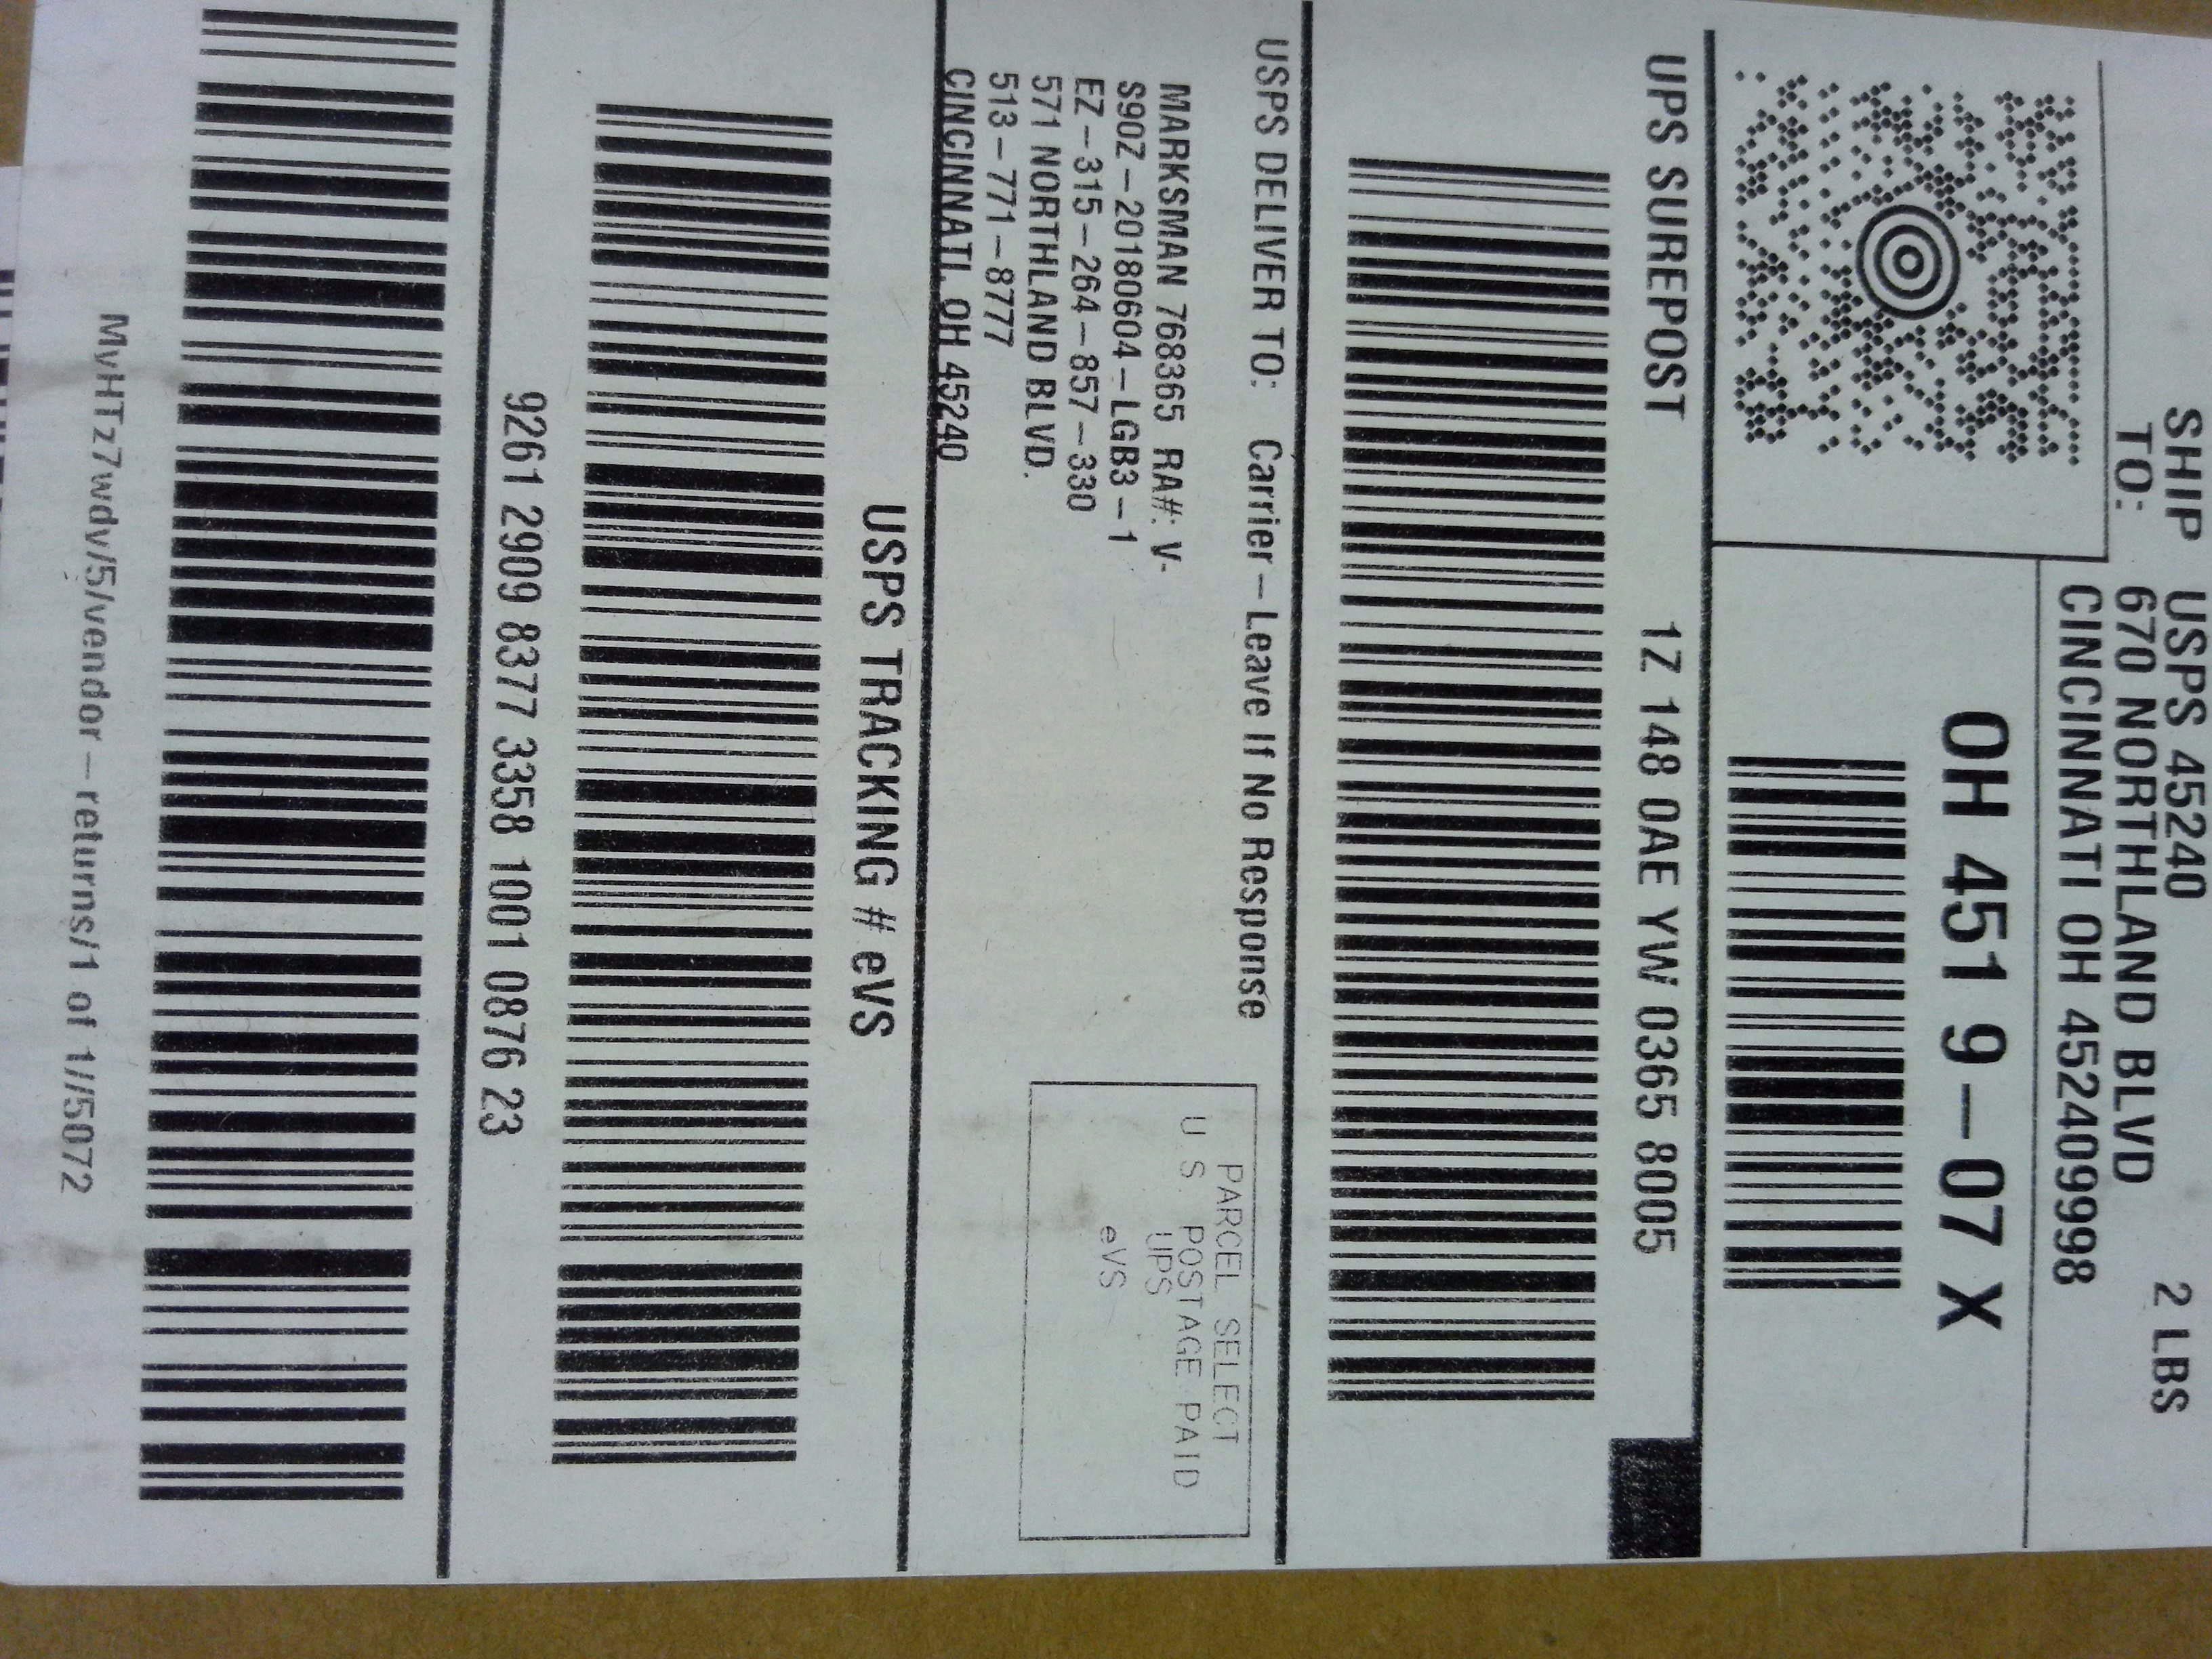 SHIP
TO:
USPS 45240
670 NORTHLAND BLVD
CINCINNATI OH 452409998
2 LBS
OH 451 9-07 X
UPS SUREPOST
1Z 148 0AE YW 0365 8005
USPS DELIVER TO: Carrier-Leave If No Response
MARKSMAN 768365 RA#: V-
S90Z-20180604-LGB3-1
EZ-315-264-857-330
571 NORTHLAND BLVD.
513-771-8777
CINCINNATI, OH 45240
PARCEL SELECT
U S POSTAGE PAID
UPS
eVS
USPS TRACKING # eVS
9261 2909 8377 3358 1001 0876 23
MvHTz7wdv/5/vendor-returns/1 of 1//5072